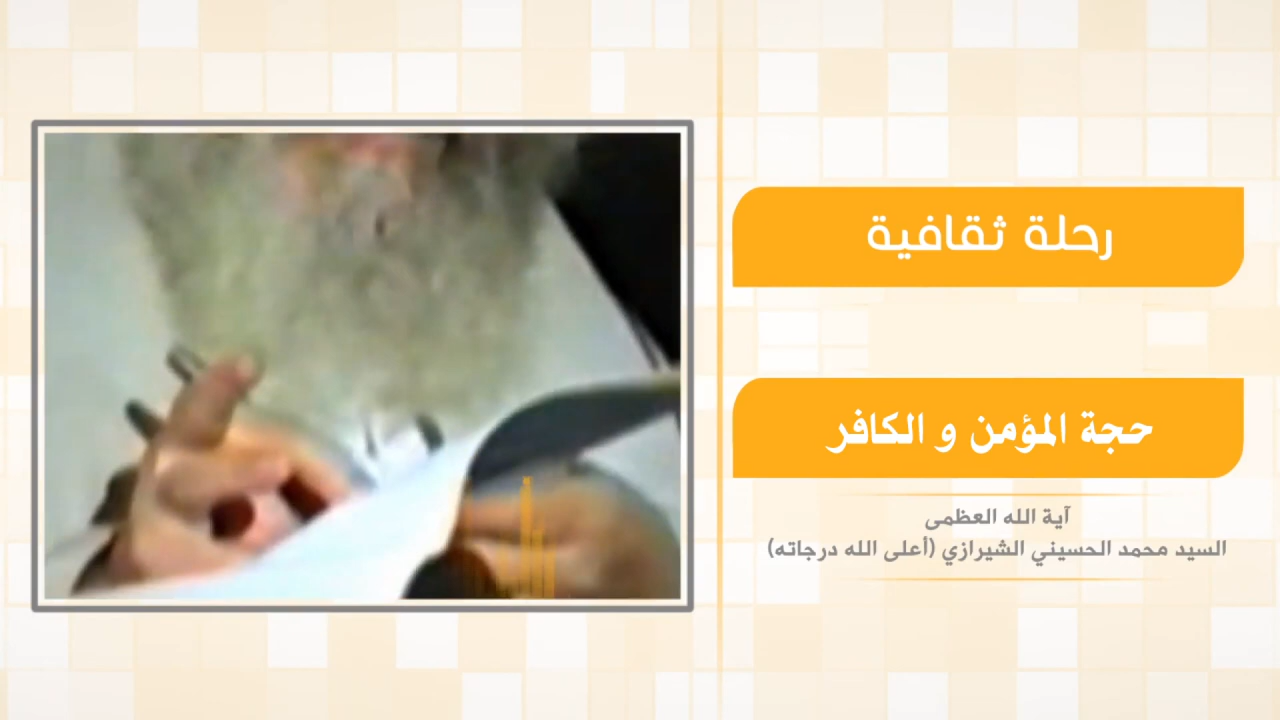 رحلة ثقافية
حجة المؤمن و الكافر
آية الله العظمى
السيد محمد الحسيني الشيرازي (أعلى الله درجاته)